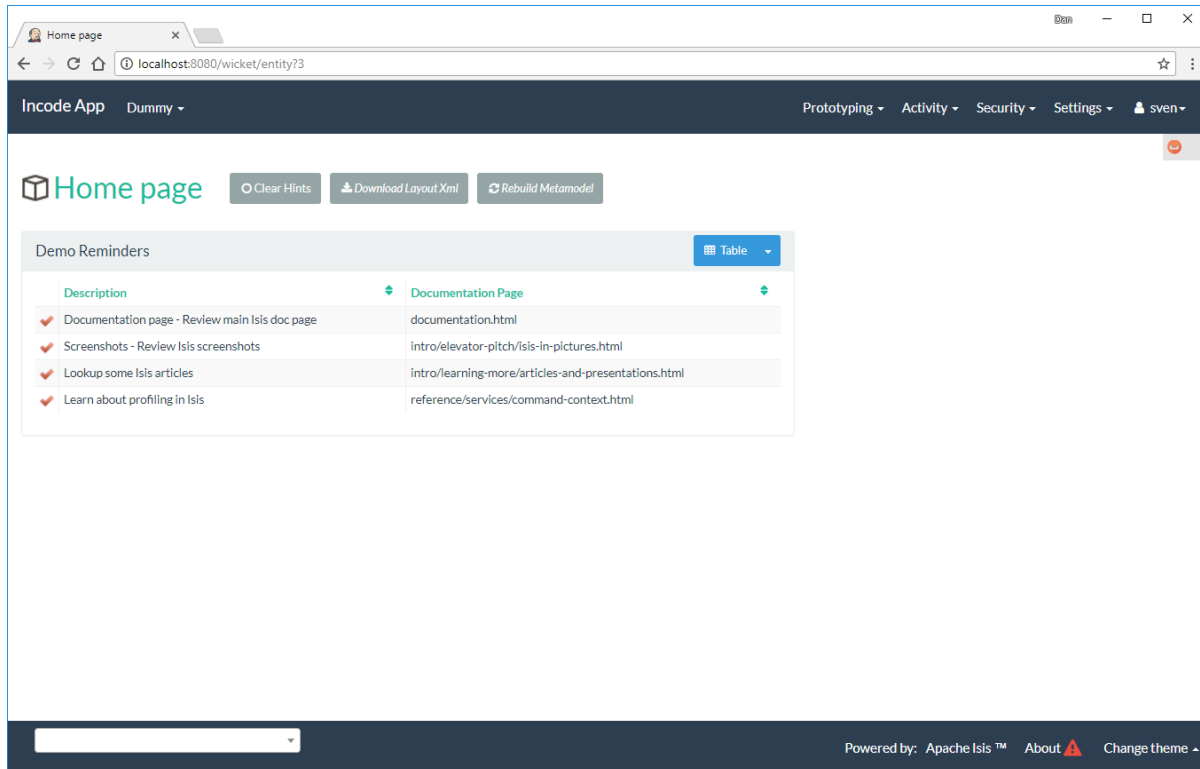 Dan
Home page
localhost:8080/wicket/entity?3
Incode App Dummy Prototyping Activity Security Settings sven
Home page Clear Hints Download Layout Xml Rebuild Metamodel
Demo Reminders Table
Description Documentation Page
Documentation page - Review main Isis doc page documentation.html
Screenshots - Review Isis screenshots intro/elevator-pitch/isis-in-pictures.html
Lookup some Isis articles intro/learning-more/articles-and-presentations.html
Learn about profiling in Isis reference/services/command-context.html
Powered by: Apache Isis ™ About Change theme